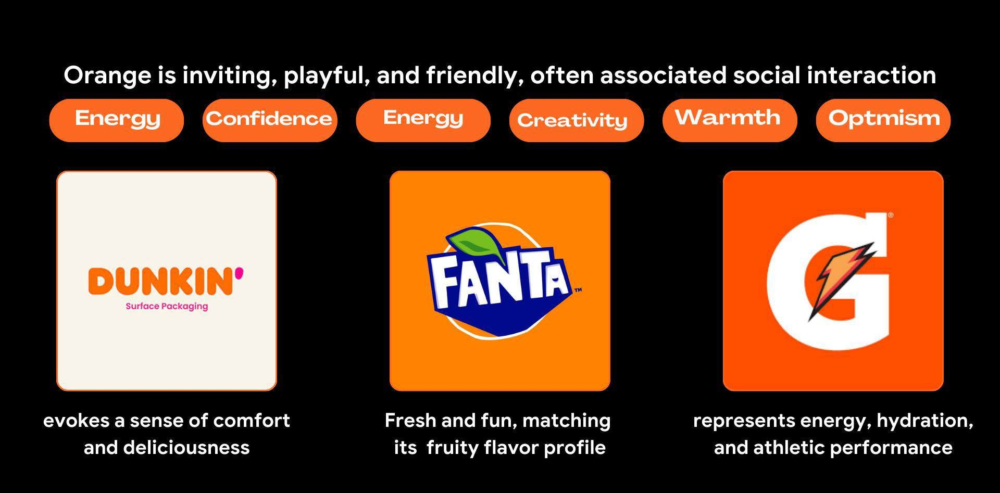 Orange is inviting, playful, and friendly, often associated social interaction
Energy Confidence Energy Creativity Warmth Optmism
DUNKIN'
Surface Packaging
FANTA ™
G ®
evokes a sense of comfort
and deliciousness
Fresh and fun, matching
its fruity flavor profile
represents energy, hydration,
and athletic performance